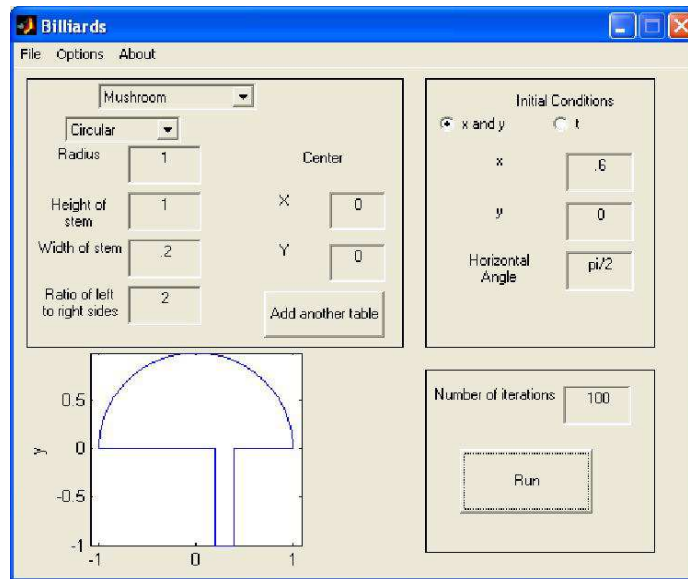 Billiards
File Options About
Mushroom
Circular
Radius 1
Center
Height of stem 1
X 0
Width of stem .2
Y 0
Ratio of left to right sides 2
Add another table
Initial Conditions
x and y t
x .6
y 0
Horizontal Angle pi/2
Number of iterations 100
Run
y
0.5
0
-0.5
-1
-1 0 1